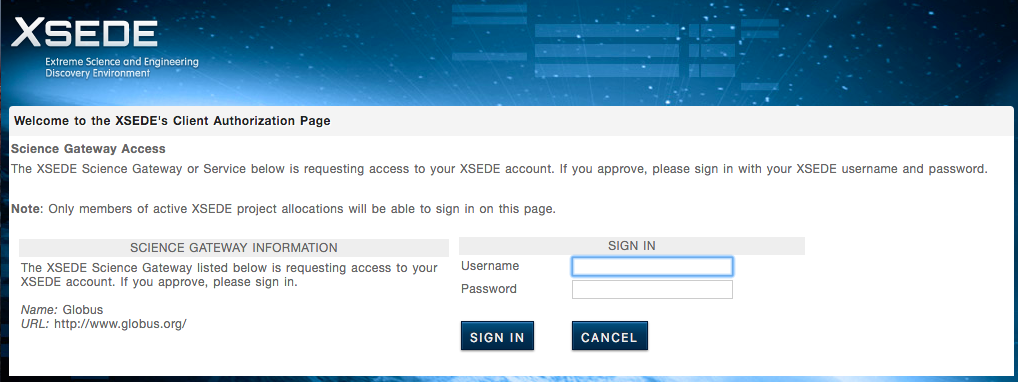 XSEDE
Extreme Science and Engineering
Discovery Environment
Welcome to the XSEDE's Client Authorization Page
Science Gateway Access
The XSEDE Science Gateway or Service below is requesting access to your XSEDE account. If you approve, please sign in with your XSEDE username and password.
Note: Only members of active XSEDE project allocations will be able to sign in on this page.
SCIENCE GATEWAY INFORMATION
The XSEDE Science Gateway listed below is requesting access to your
XSEDE account. If you approve, please sign in.
Name: Globus
URL: http://www.globus.org/
SIGN IN
Username
Password
SIGN IN
CANCEL